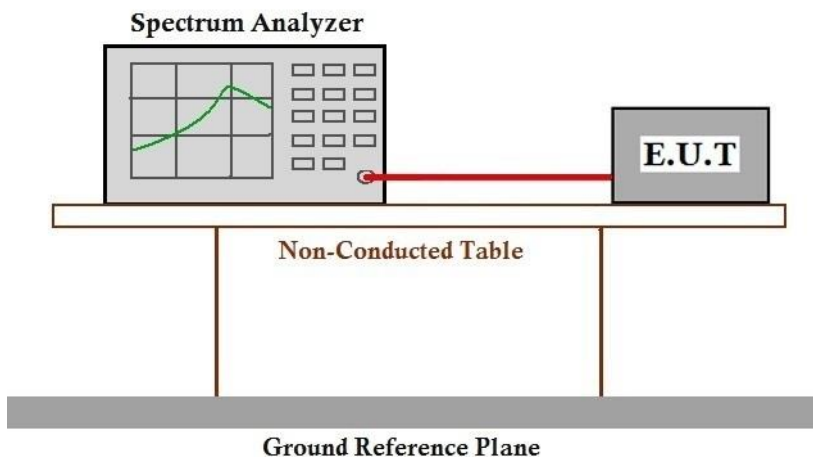 Spectrum Analyzer
E.U.T
Non-Conducted Table
Ground Reference Plane